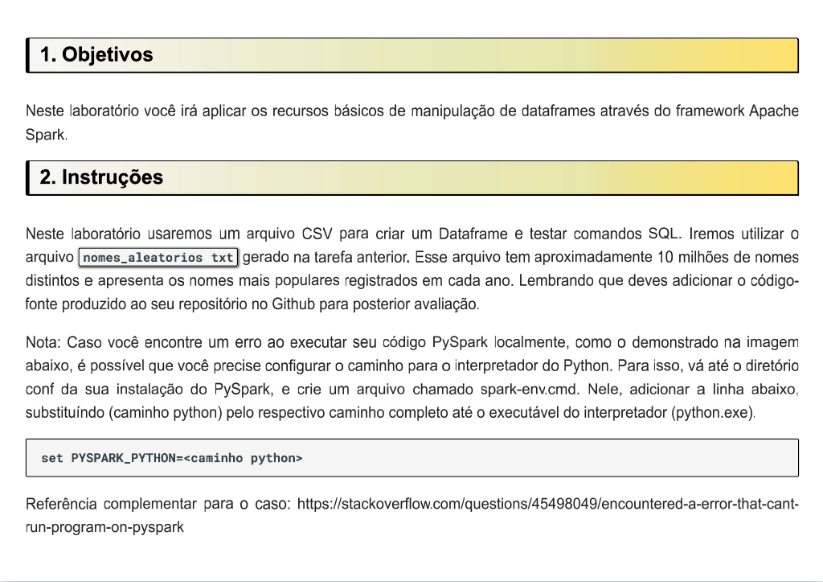 1. Objetivos
Neste laboratório você irá aplicar os recursos básicos de manipulação de dataframes através do framework Apache
Spark.
2. Instruções
Neste laboratório usaremos um arquivo CSV para criar um Dataframe e testar comandos SQL. Iremos utilizar o
arquivo nomes_aleatorios txt gerado na tarefa anterior. Esse arquivo tem aproximadamente 10 milhões de nomes
distintos e apresenta os nomes mais populares registrados em cada ano. Lembrando que deves adicionar o código-
fonte produzido ao seu repositório no Github para posterior avaliação.
Nota: Caso você encontre um erro ao executar seu código PySpark localmente, como o demonstrado na imagem
abaixo, é possível que você precise configurar o caminho para o interpretador do Python. Para isso, vá até o diretório
conf da sua instalação do PySpark, e crie um arquivo chamado spark-env.cmd. Nele, adicionar a linha abaixo,
substituíndo (caminho python) pelo respectivo caminho completo até o executável do interpretador (python.exe).
set PYSPARK_PYTHON=<caminho python>
Referência complementar para o caso: https://stackoverflow.com/questions/45498049/encountered-a-error-that-cant-
run-program-on-pyspark